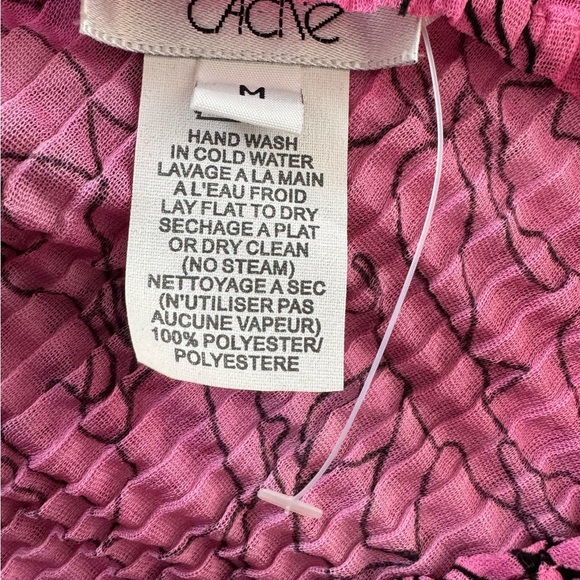 cAche
M
HAND WASH
IN COLD WATER
LAVAGE A LA MAIN
A L'EAU FROID
LAY FLAT TO DRY
SECHAGE A PLAT
OR DRY CLEAN
(NO STEAM)
NETTOYAGE A SEC
(N'UTILISER PAS
AUCUNE VAPEUR)
100% POLYESTER/
POLYESTERE